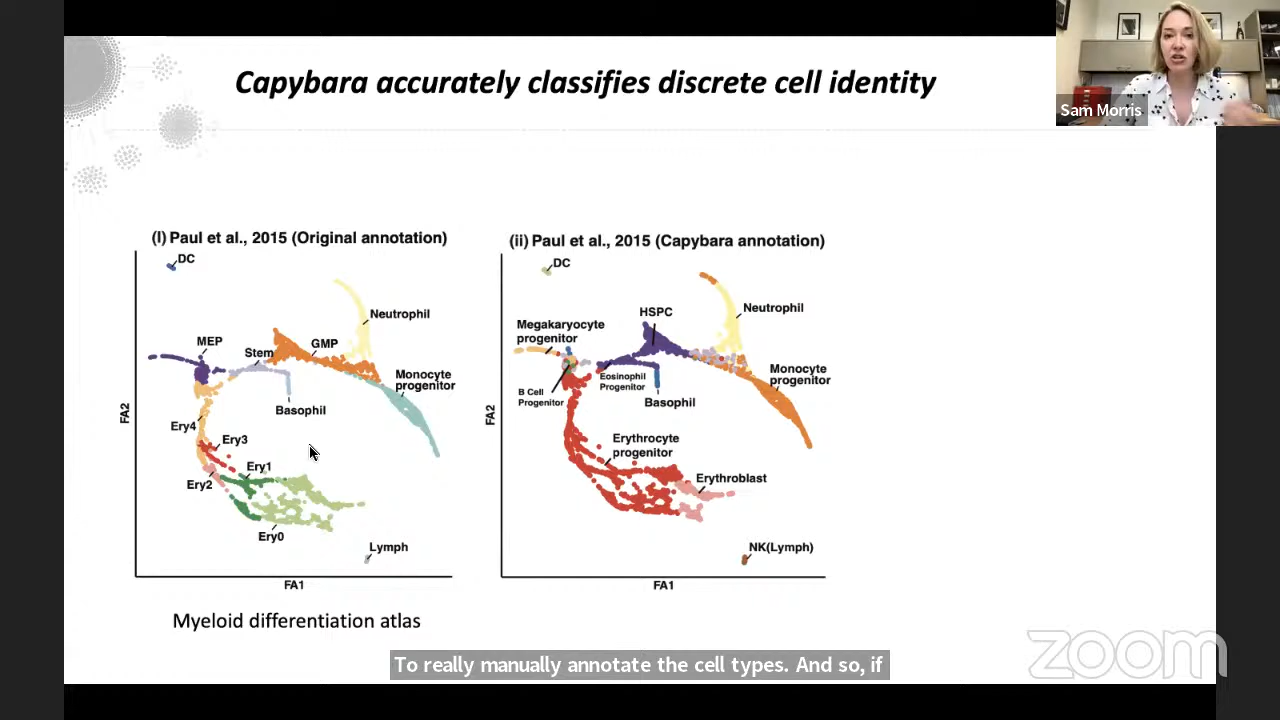 Capybara accurately classifies discrete cell identity
Sam Morris
(I) Paul et al., 2015 (Original annotation)
DC
Neutrophil
MEP
Stem
GMP
Monocyte
progenitor
Basophil
Ery4
Ery3
Ery1
Ery2
Ery0
Lymph
FA2
FA1
(ii) Paul et al., 2015 (Capybara annotation)
DC
HSPC
Neutrophil
Megakaryocyte
progenitor
Eosinophil
Progenitor
B Cell
Progenitor
Basophil
Monocyte
progenitor
Erythrocyte
progenitor
Erythroblast
NK(Lymph)
FA2
FA1
Myeloid differentiation atlas
To really manually annotate the cell types. And so, if
zoom